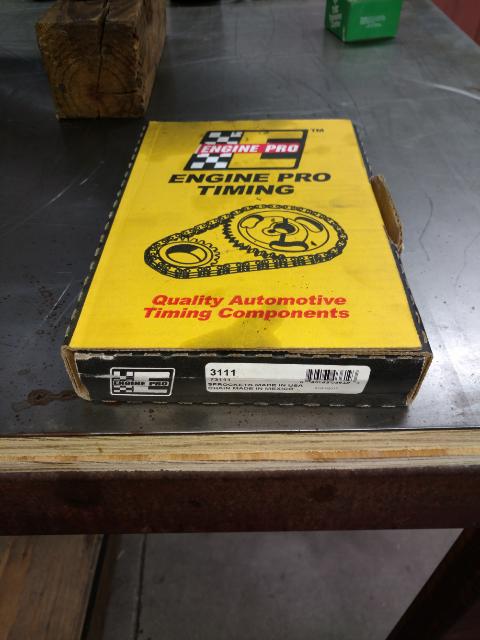 ENGINE PRO
TM
ENGINE PRO
TIMING
Quality Automotive
Timing Components
ENGINE PRO
3111
73111
SPROCKETS MADE IN USA
CHAIN MADE IN MEXICO